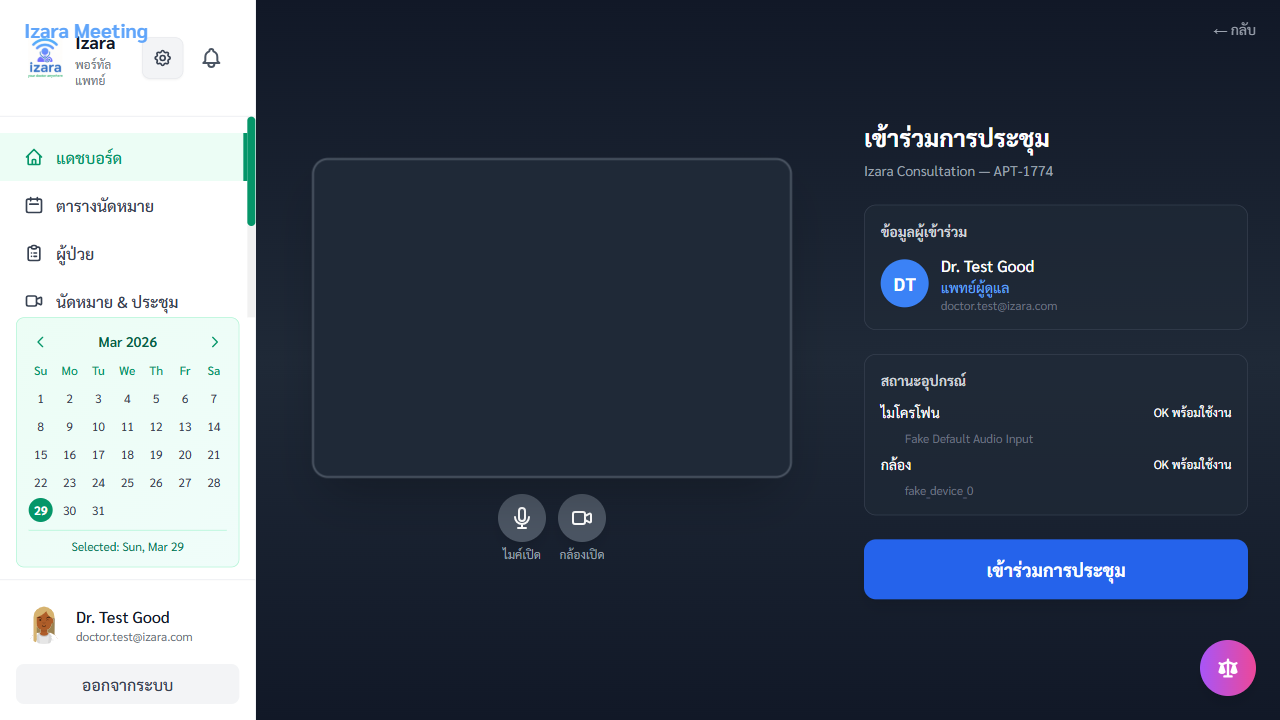 Izara Meeting
Izara
izara
พอร์ทัล
แพทย์
← กลับ
แดชบอร์ด
ตารางนัดหมาย
ผู้ป่วย
นัดหมาย & ประชุม
Mar 2026
Su Mo Tu We Th Fr Sa
1 2 3 4 5 6 7
8 9 10 11 12 13 14
15 16 17 18 19 20 21
22 23 24 25 26 27 28
29 30 31
Selected: Sun, Mar 29
Dr. Test Good
doctor.test@izara.com
ออกจากระบบ
ไมค์เปิด
กล้องเปิด
เข้าร่วมการประชุม
Izara Consultation — APT-1774
ข้อมูลผู้เข้าร่วม
DT
Dr. Test Good
แพทย์ผู้ดูแล
doctor.test@izara.com
สถานะอุปกรณ์
ไมโครโฟน OK พร้อมใช้งาน
Fake Default Audio Input
กล้อง OK พร้อมใช้งาน
fake_device_0
เข้าร่วมการประชุม